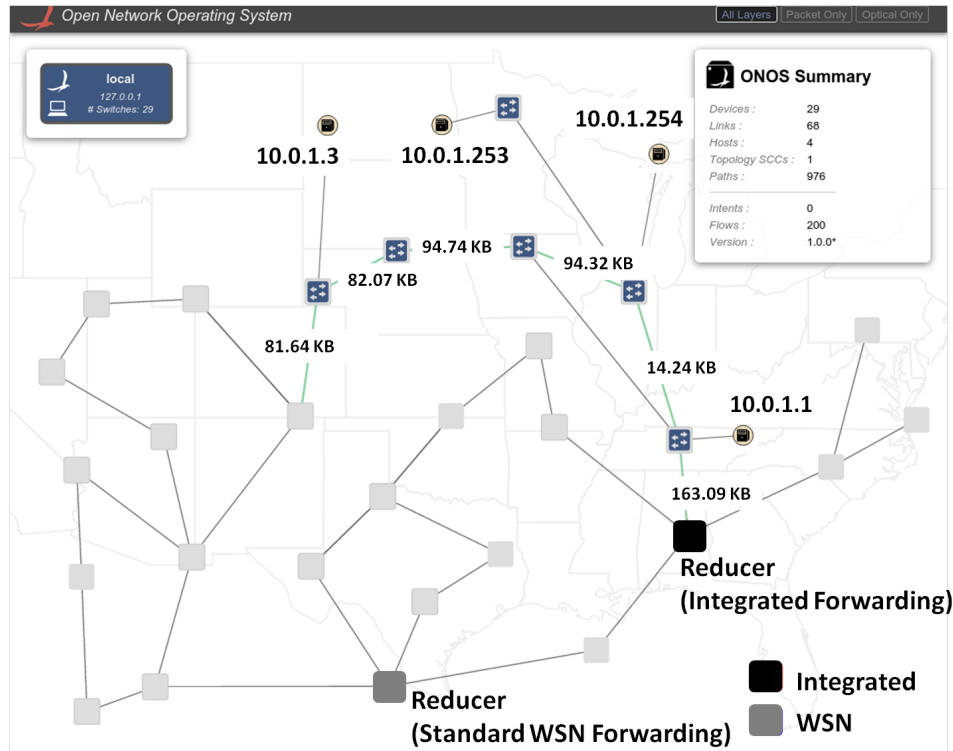 Open Network Operating System
All Layers Packet Only Optical Only
local
127.0.0.1
# Switches: 29
ONOS Summary
Devices : 29
Links : 68
Hosts : 4
Topology SCCs : 1
Paths : 976
Intents : 0
Flows : 200
Version : 1.0.0*
10.0.1.3
10.0.1.253
10.0.1.254
94.74 KB
94.32 KB
82.07 KB
81.64 KB
14.24 KB
10.0.1.1
163.09 KB
Reducer
(Integrated Forwarding)
Reducer
(Standard WSN Forwarding)
Integrated
WSN